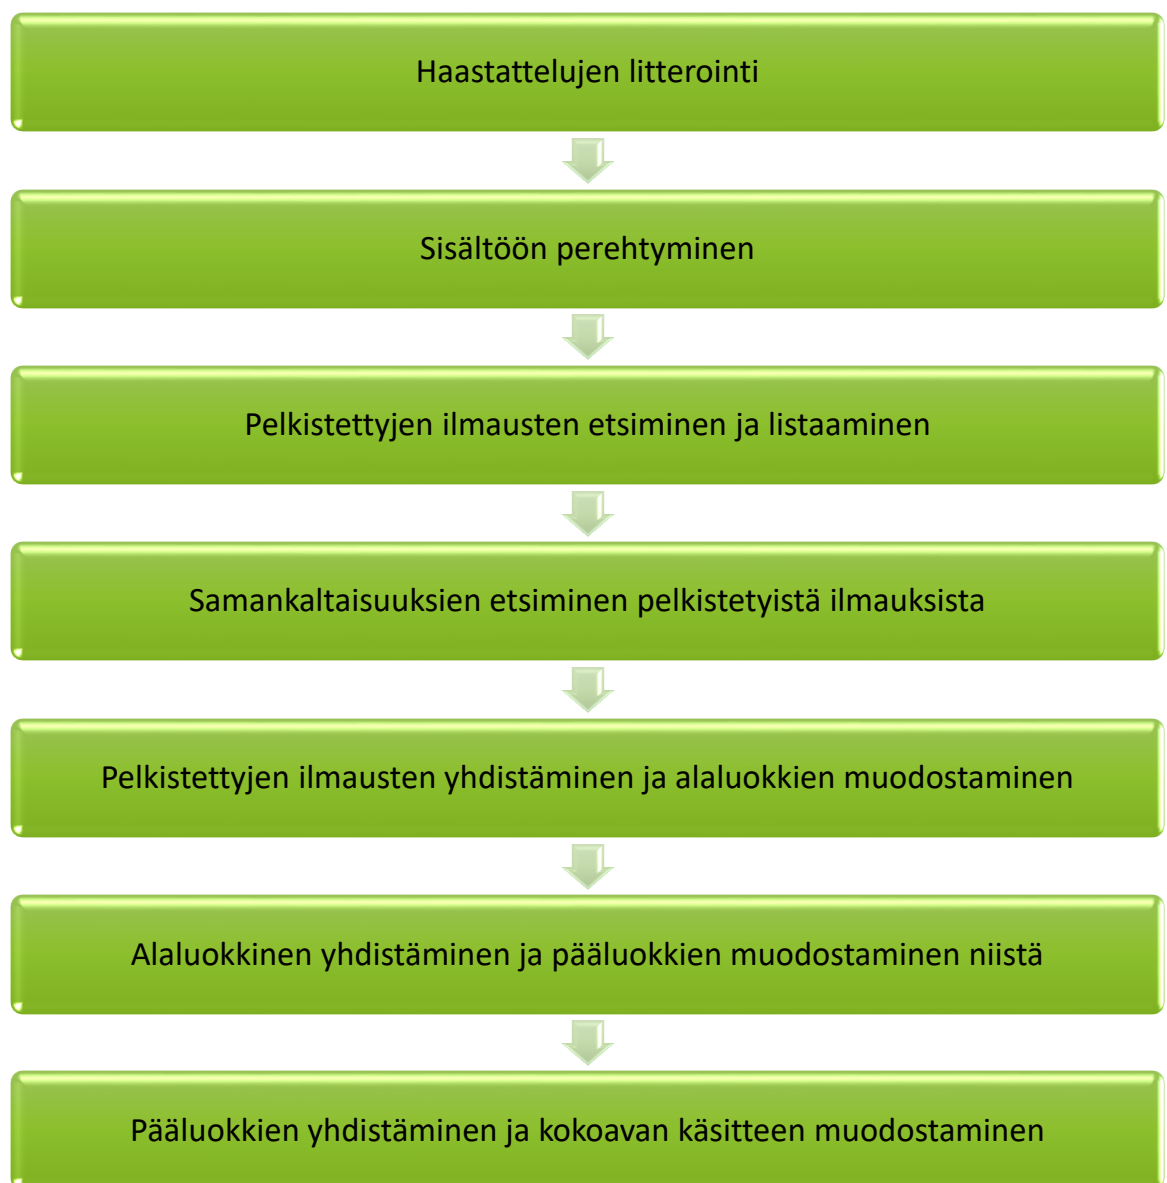 Haastattelujen litterointi
Sisältöön perehtyminen
Pelkistettyjen ilmausten etsiminen ja listaaminen
Samankaltaisuuksien etsiminen pelkistetyistä ilmauksista
Pelkistettyjen ilmausten yhdistäminen ja alaluokkien muodostaminen
Alaluokkinen yhdistäminen ja pääluokkien muodostaminen niistä
Pääluokkien yhdistäminen ja kokoavan käsitteen muodostaminen